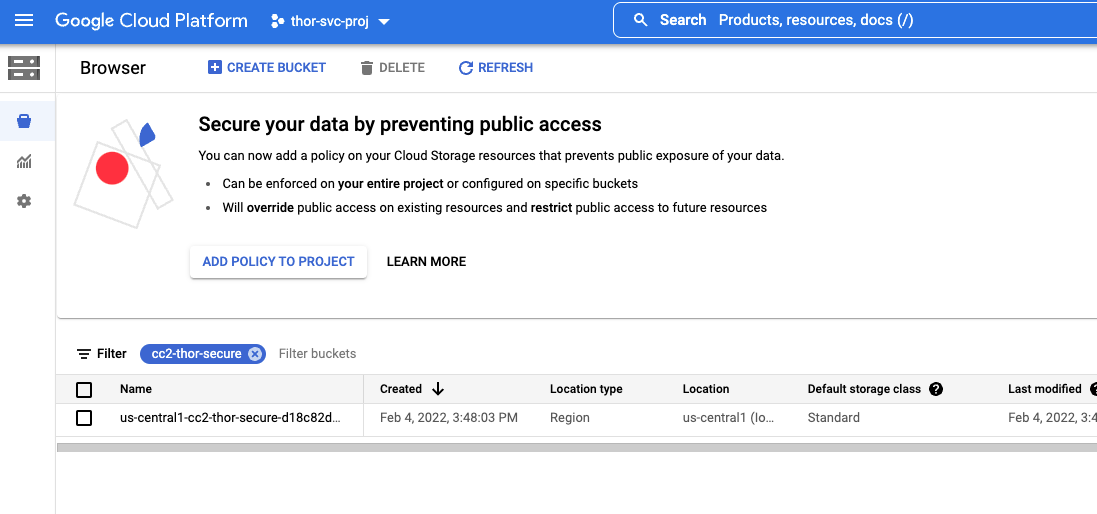 Google Cloud Platform thor-svc-proj Search Products, resources, docs (/)
Browser CREATE BUCKET DELETE REFRESH
Secure your data by preventing public access
You can now add a policy on your Cloud Storage resources that prevents public exposure of your data.
▪ Can be enforced on your entire project or configured on specific buckets
▪ Will override public access on existing resources and restrict public access to future resources
ADD POLICY TO PROJECT LEARN MORE
Filter cc2-thor-secure Filter buckets
Name Created Location type Location Default storage class ? Last modified
us-central1-cc2-thor-secure-d18c82d... Feb 4, 2022, 3:48:03 PM Region us-central1 (Io... Standard Feb 4, 2022, 3:4